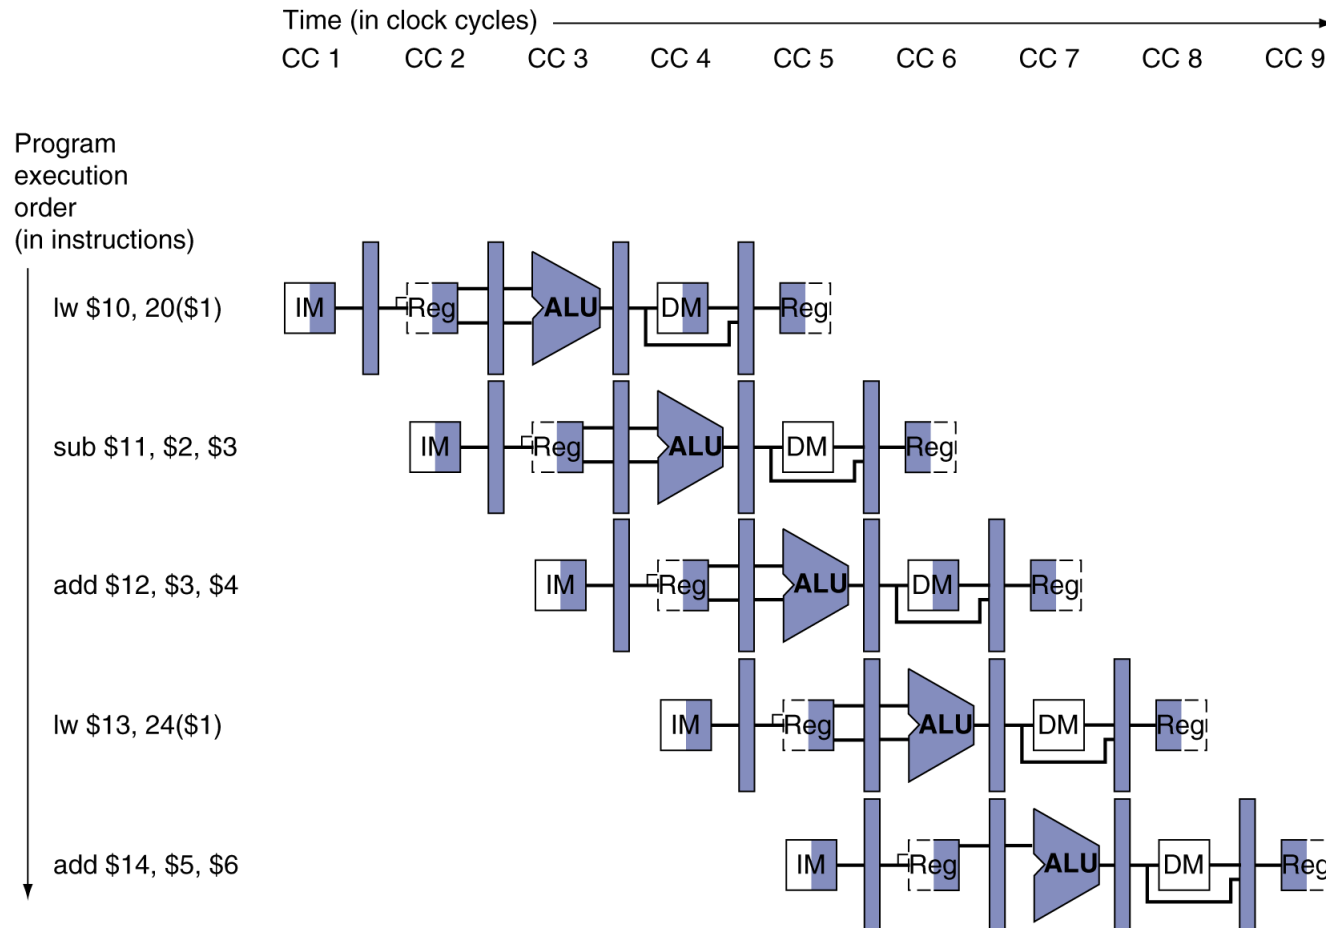 Time (in clock cycles)
CC 1 CC 2 CC 3 CC 4 CC 5 CC 6 CC 7 CC 8 CC 9
Program
execution
order
(in instructions)
lw $10, 20($1) IM Reg ALU DM Reg
sub $11, $2, $3 IM Reg ALU DM Reg
add $12, $3, $4 IM Reg ALU DM Reg
lw $13, 24($1) IM Reg ALU DM Reg
add $14, $5, $6 IM Reg ALU DM Reg